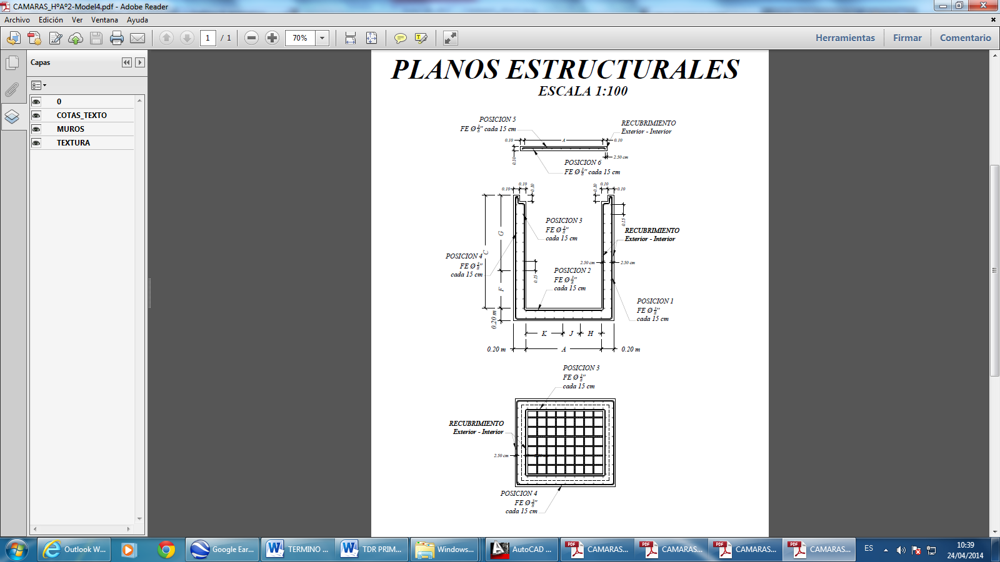 CAMARAS_HºAº2-Model4.pdf - Adobe Reader
Archivo Edición Ver Ventana Ayuda
1 / 1 70% Herramientas Firmar Comentario
Capas
0
COTAS_TEXTO
MUROS
TEXTURA
PLANOS ESTRUCTURALES
ESCALA 1:100
POSICION 5
FE Ø 3/8" cada 15 cm
RECUBRIMIENTO
Exterior - Interior
0.10 A 0.10
0.10
2.50 cm
POSICION 6
FE Ø 3/8" cada 15 cm
0.10 0.10 0.10
0.10 0.10 0.10
POSICION 3
FE Ø 3/8"
cada 15 cm
0.15
RECUBRIMIENTO
Exterior - Interior
G
C
POSICION 4
FE Ø 3/8"
cada 15 cm
2.50 cm 2.50 cm
POSICION 2
FE Ø 3/8"
cada 15 cm
0.15
F
POSICION 1
FE Ø 3/8"
cada 15 cm
0.20 m
K J H
0.20 m A 0.20 m
POSICION 3
FE Ø 3/8"
cada 15 cm
RECUBRIMIENTO
Exterior - Interior
2.50 cm
POSICION 4
FE Ø 3/8"
cada 15 cm
Outlook W...
Google Ear...
TERMINO ...
TDR PRIM...
Windows...
AutoCAD ...
CAMARAS...
CAMARAS...
CAMARAS...
CAMARAS...
ES
10:39
24/04/2014